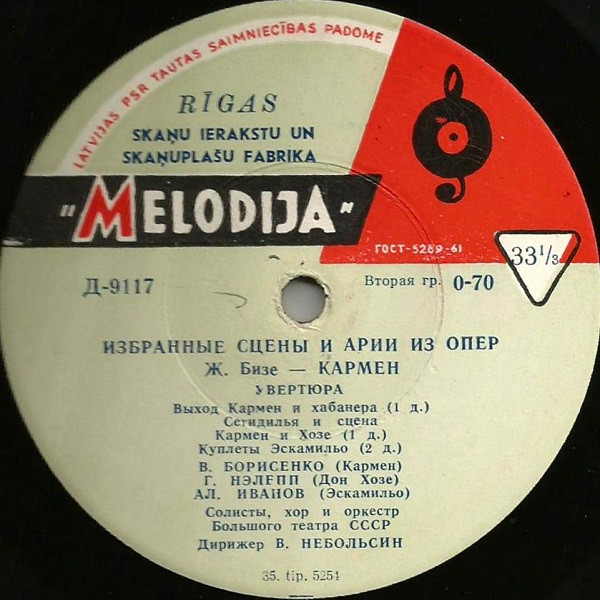 LATVIJAS PSR TAUTAS SAIMNIECĪBAS PADOME
RĪGAS
SKAŅU IERAKSTU UN
SKAŅUPLAŠU FABRIKA
"MELODIJA"
ГОСТ-5289-61
33⅓
Д-9117
Вторая гр. 0-70
ИЗБРАННЫЕ СЦЕНЫ И АРИИ ИЗ ОПЕР
Ж. Бизе — КАРМЕН
УВЕРТЮРА
Выход Кармен и хабанера (1 д.)
Сегидилья и сцена
Кармен и Хозе (1 д.)
Куплеты Эскамильо (2 д.)
В. БОРИСЕНКО (Кармен)
Г. НЭЛЕПП (Дон Хозе)
АЛ. ИВАНОВ (Эскамильо)
Солисты, хор и оркестр
Большого театра СССР
Дирижер В. НЕБОЛЬСИН
35. tip. 5254